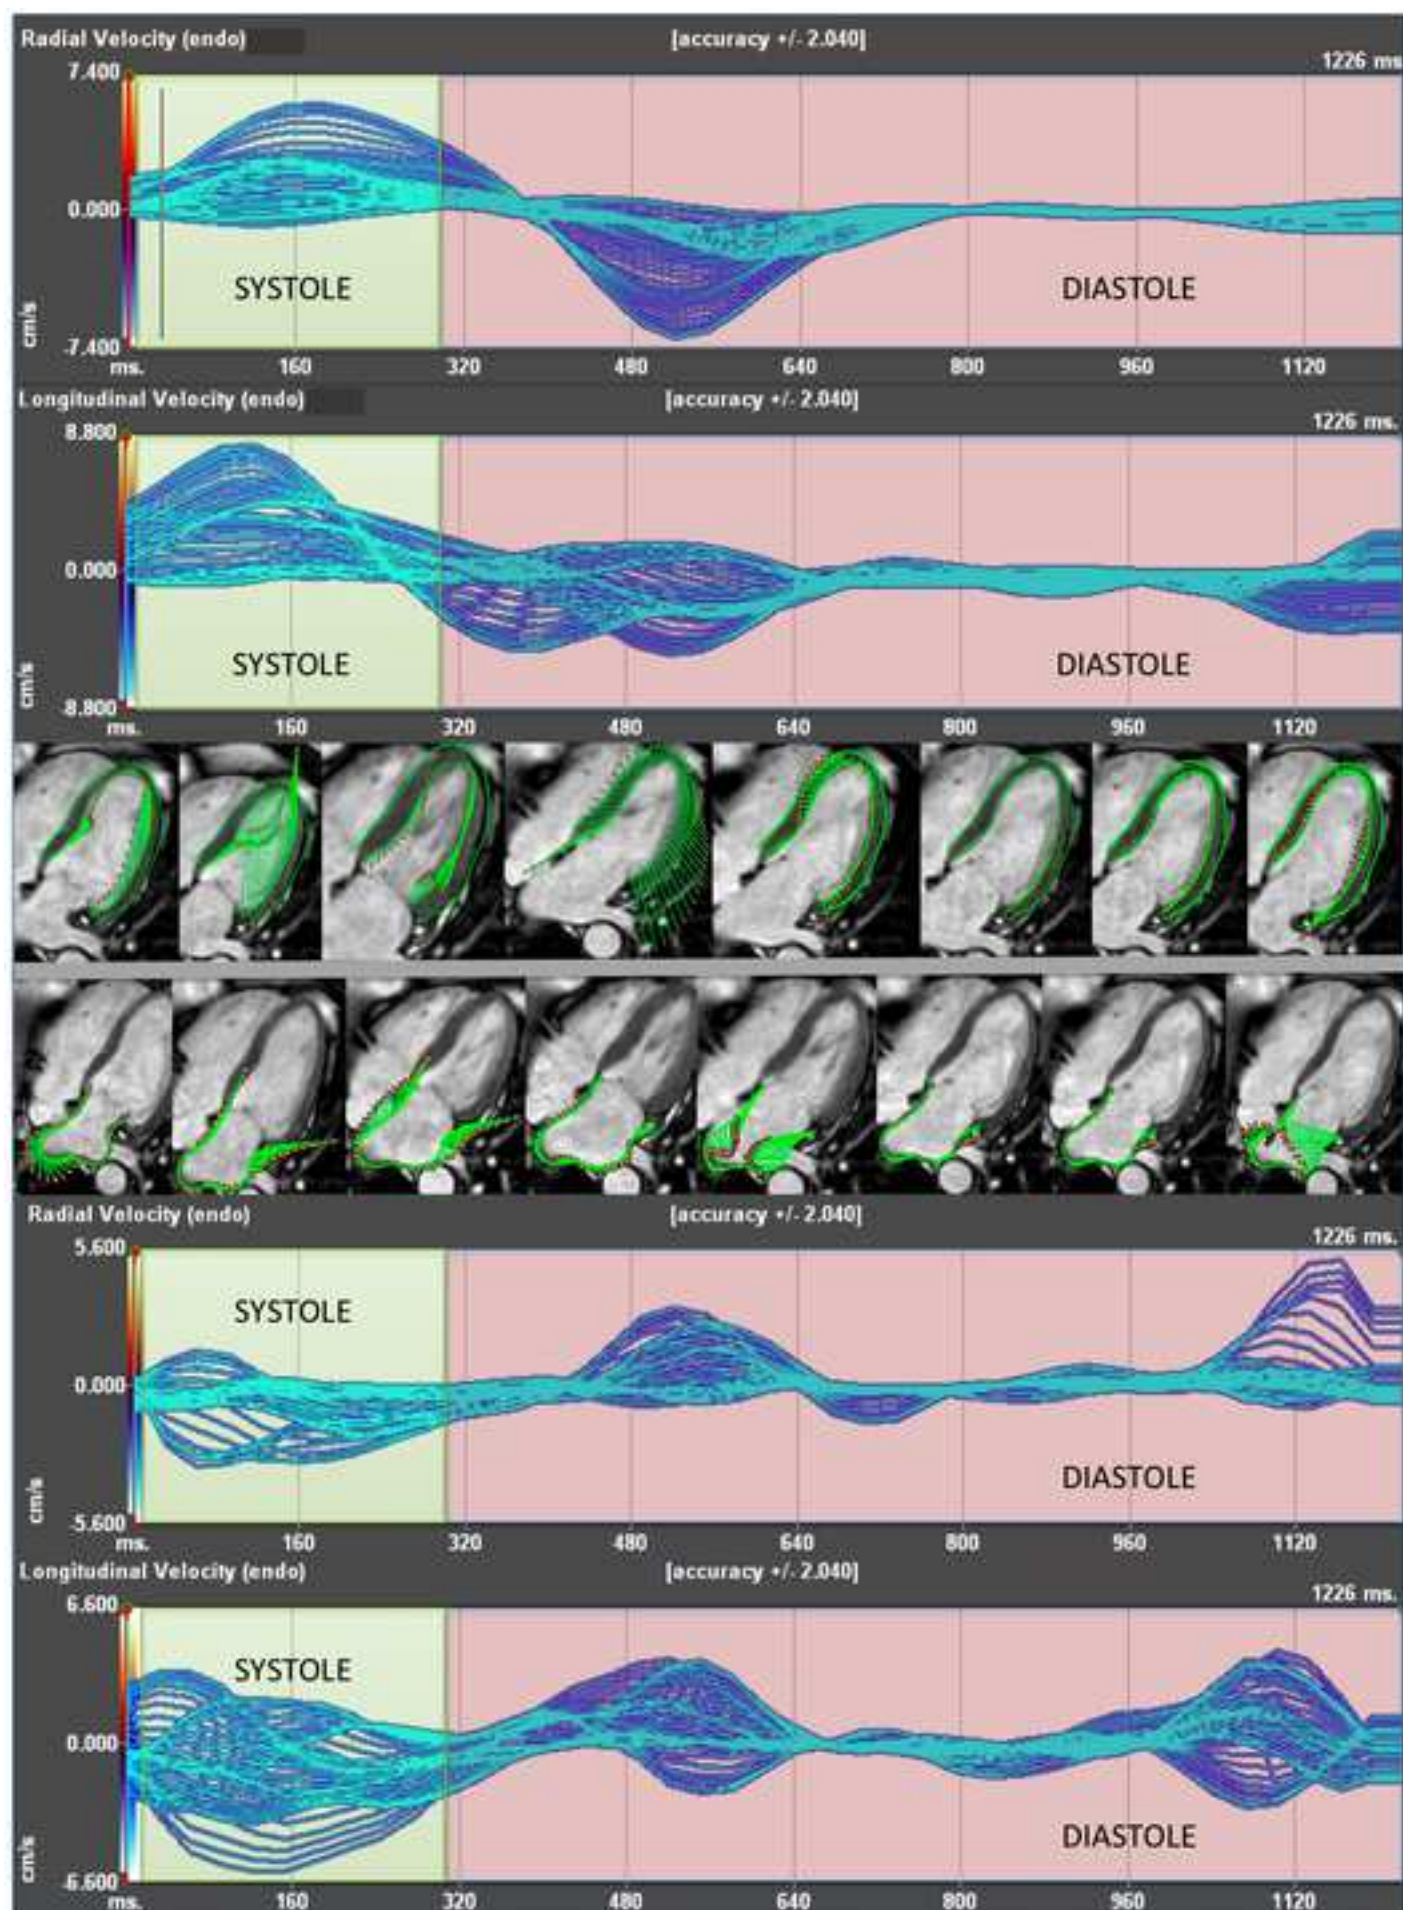 Radial Velocity (endo) [accuracy +/- 2.040]
1226 ms
7.400
0.000
SYSTOLE DIASTOLE
cm/s
-7.400
ms. 160 320 480 640 800 960 1120
Longitudinal Velocity (endo) [accuracy +/- 2.040]
1226 ms.
8.800
0.000
SYSTOLE DIASTOLE
cm/s
-8.800
ms. 160 320 480 640 800 960 1120
Radial Velocity (endo) [accuracy +/- 2.040]
1226 ms.
5.600
SYSTOLE
0.000
DIASTOLE
cm/s
-5.600
ms. 160 320 480 640 800 960 1120
Longitudinal Velocity (endo) [accuracy +/- 2.040]
1226 ms.
6.600
SYSTOLE
0.000
DIASTOLE
cm/s
-6.600
ms. 160 320 480 640 800 960 1120